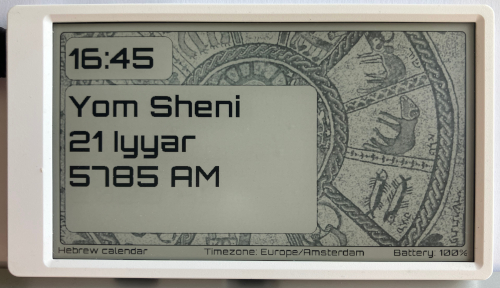 16:45
Yom Sheni
21 Iyyar
5785 AM
Hebrew calendar Timezone: Europe/Amsterdam Battery: 100%